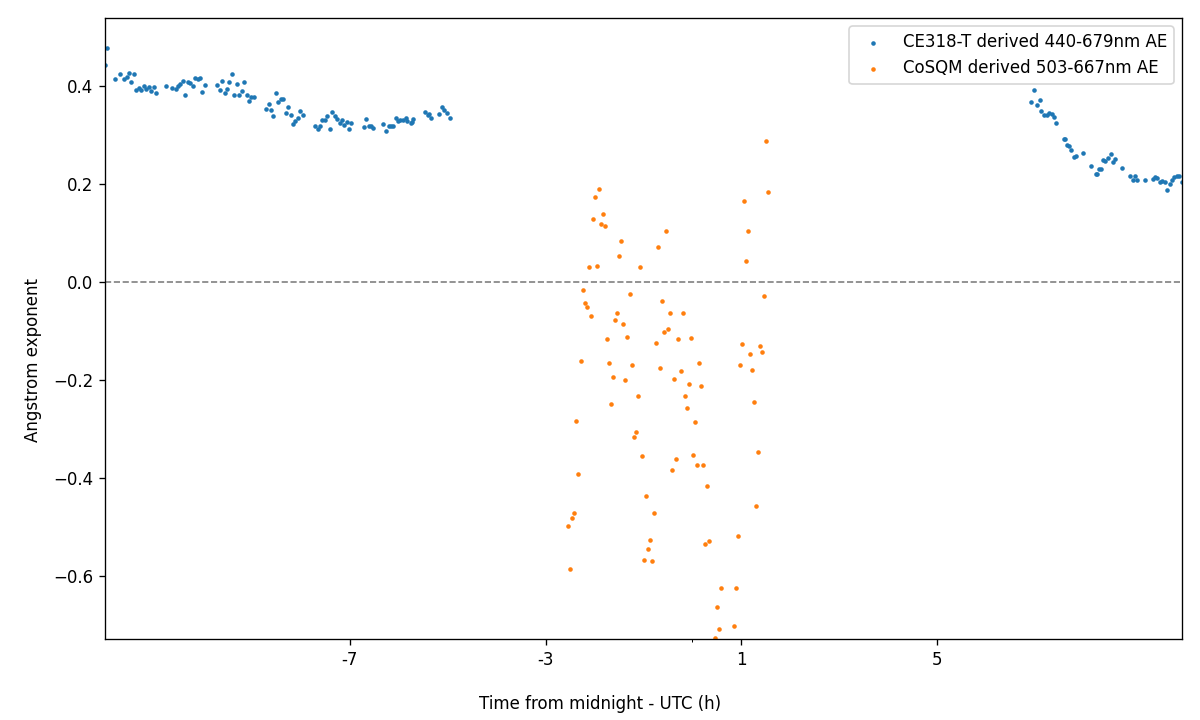 CE318-T derived 440-679nm AE
CoSQM derived 503-667nm AE
Angstrom exponent
0.4
0.2
0.0
−0.2
−0.4
−0.6
-7 -3 1 5
Time from midnight - UTC (h)